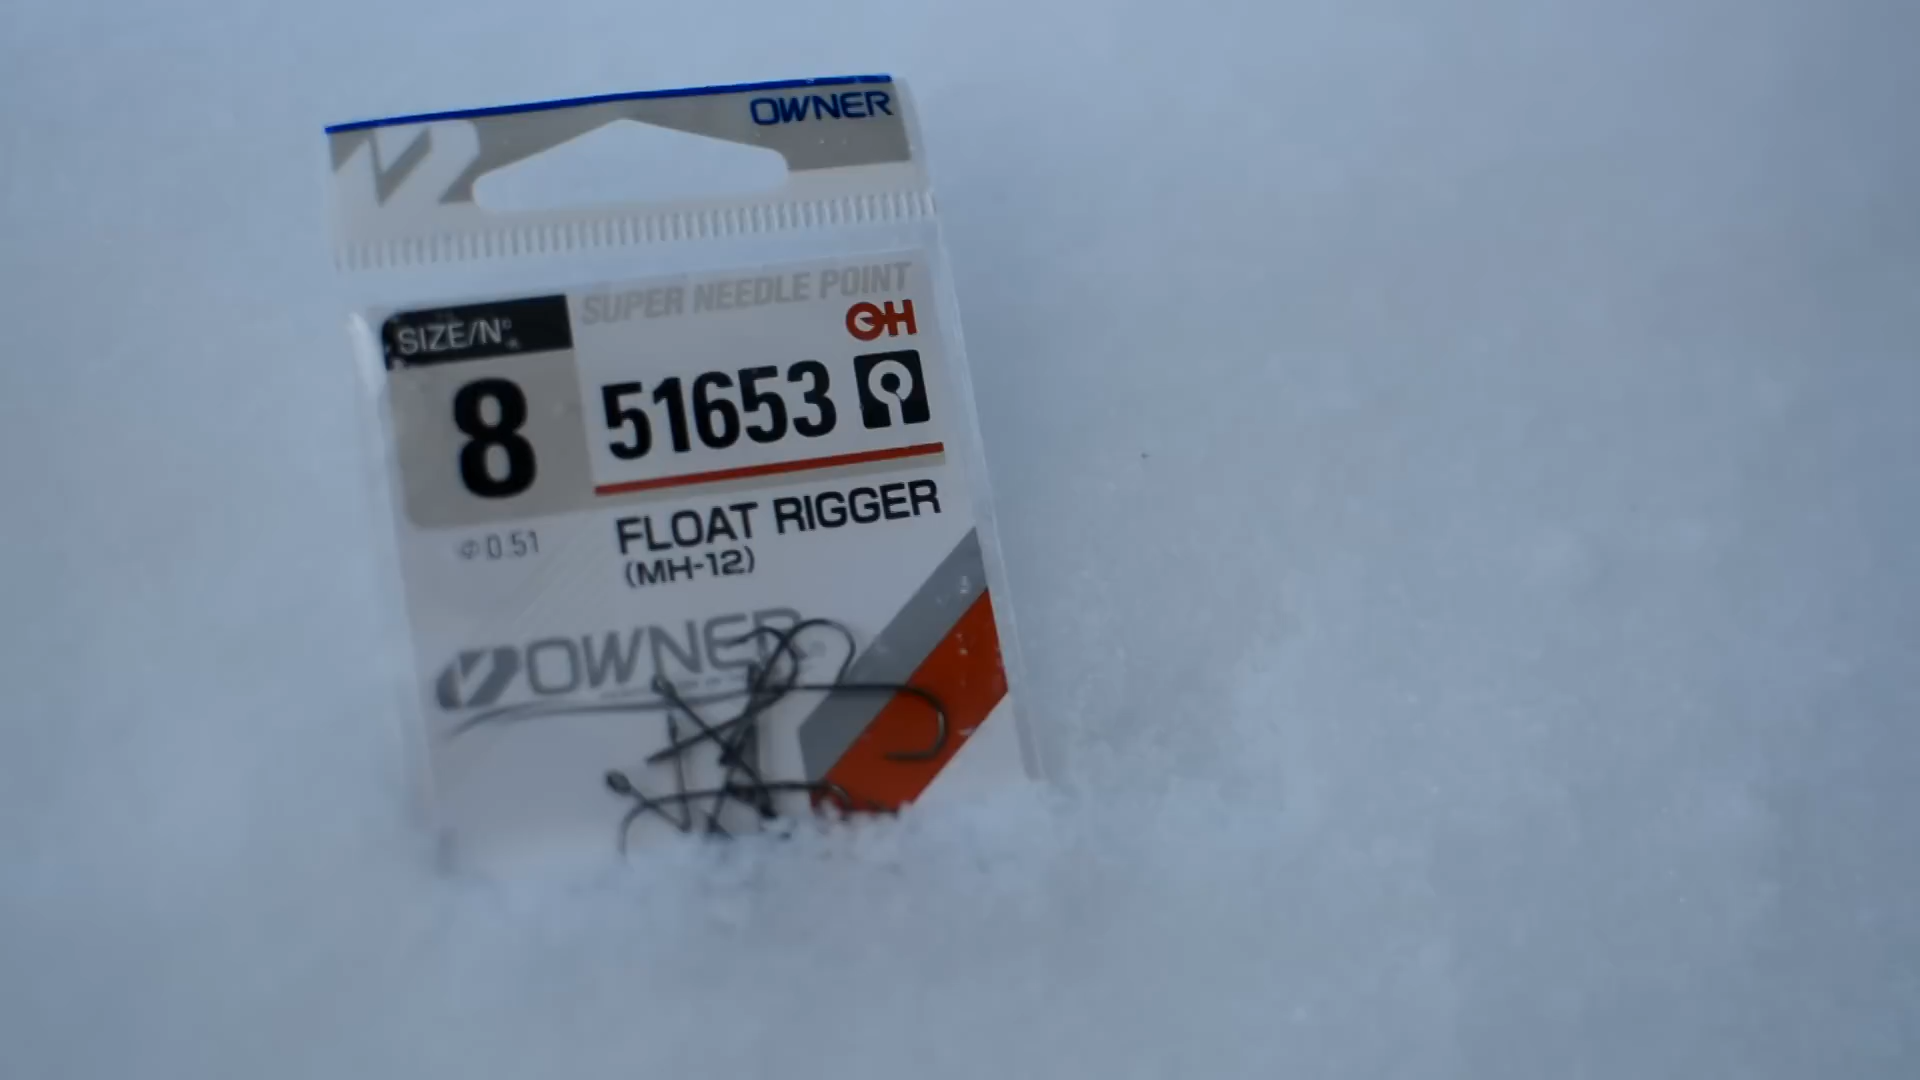 OWNER
SUPER NEEDLE POINT
SIZE/N°
8
51653
Φ0.51
FLOAT RIGGER
(MH-12)
OWNER